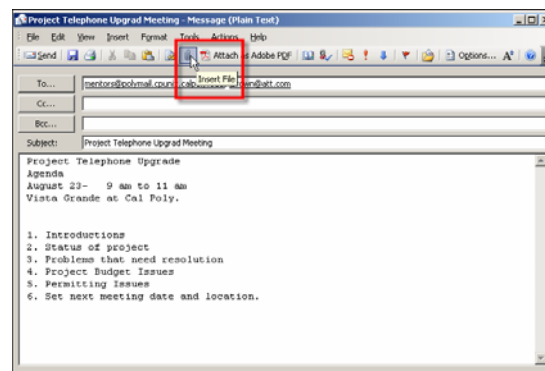 Project Telephone Upgrad Meeting - Message (Plain Text)
File Edit View Insert Format Tools Actions Help
Send Attach as Adobe PDF Options...
Insert File
To... mentors@polymail.cpunix.calp
Cc...
Bcc...
Subject: Project Telephone Upgrad Meeting
Project Telephone Upgrade
Agenda
August 23- 9 am to 11 am
Vista Grande at Cal Poly.
1. Introductions
2. Status of project
3. Problems that need resolution
4. Project Budget Issues
5. Permitting Issues
6. Set next meeting date and location.